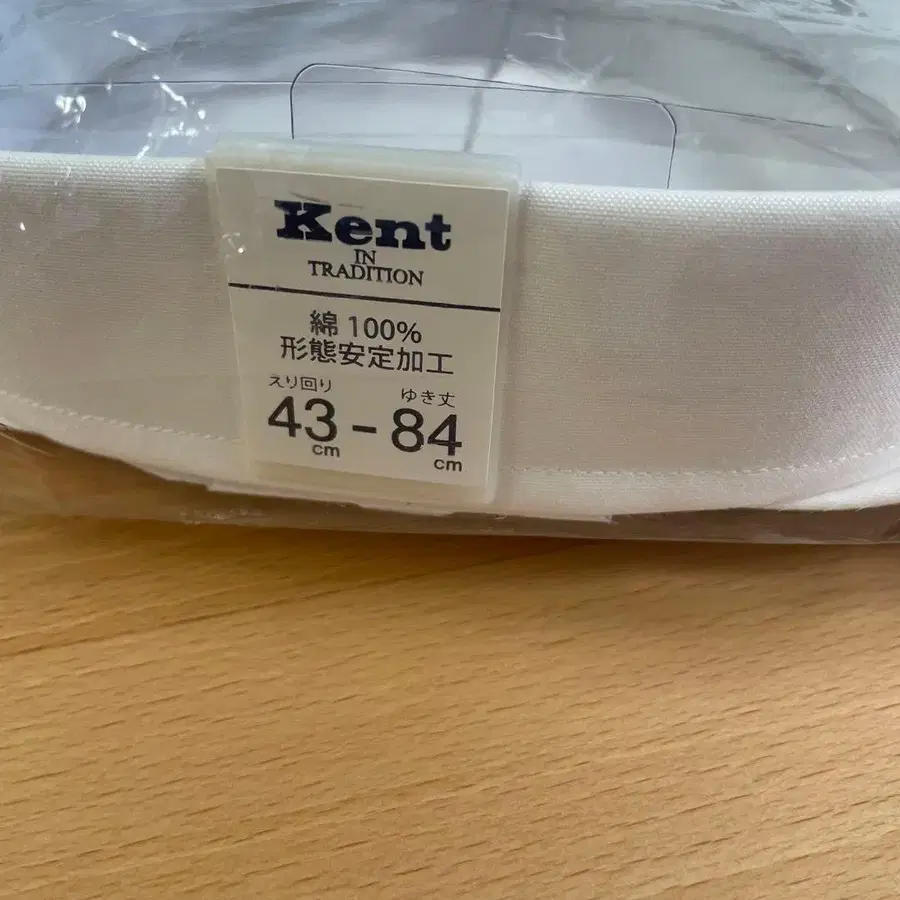 Kent
IN
TRADITION
綿 100%
形態安定加工
えり回り ゆき丈
43 - 84
cm cm